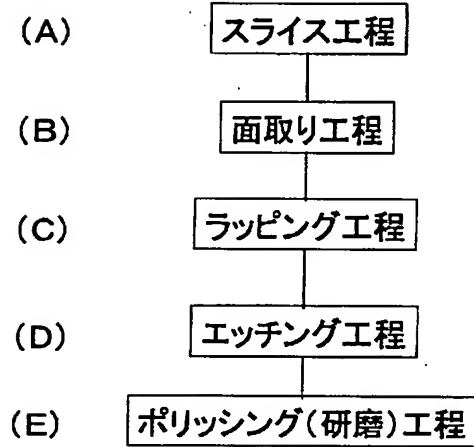 (A) スライス工程
(B) 面取り工程
(C) ラッピング工程
(D) エッチング工程
(E) ポリッシング(研磨)工程